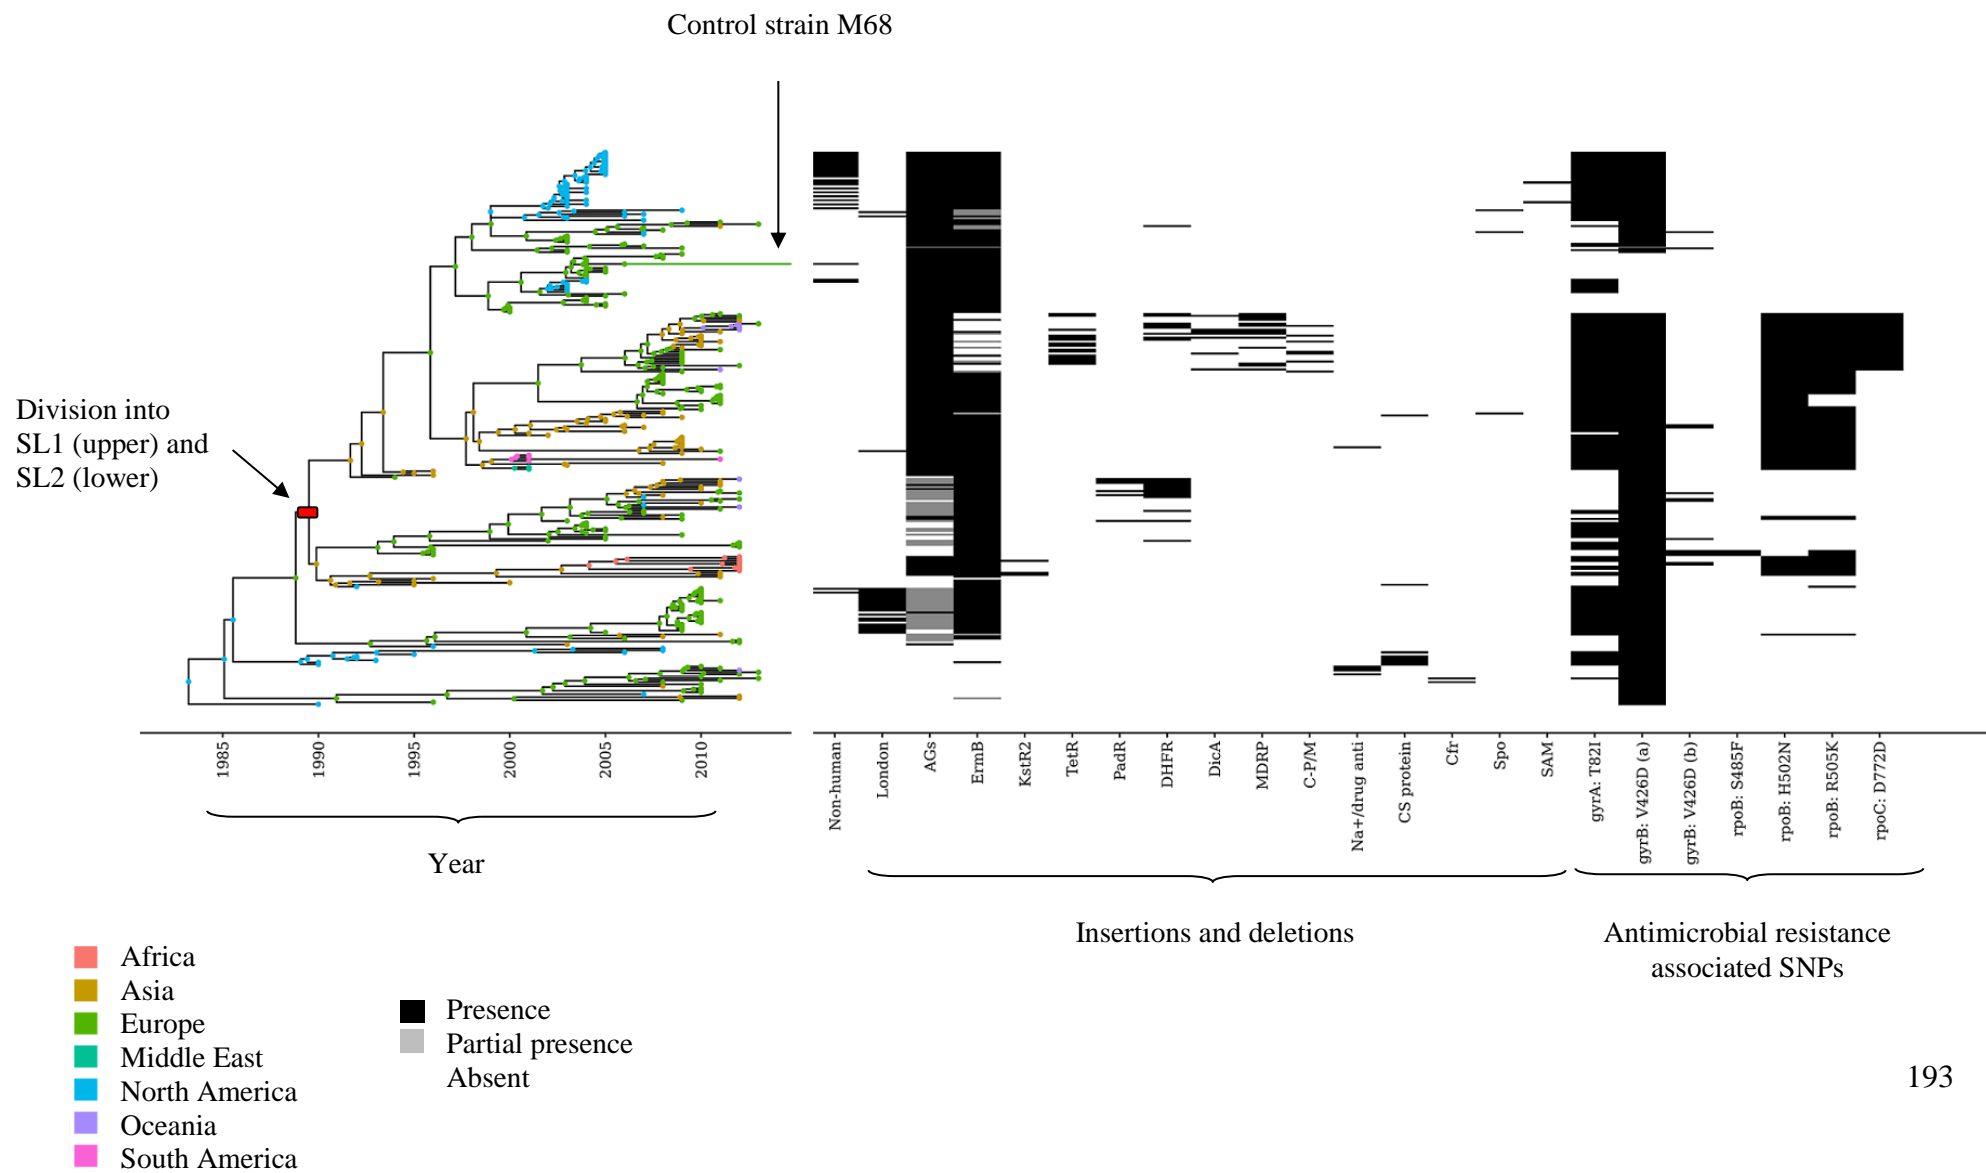 Control strain M68
Division into
SL1 (upper) and
SL2 (lower)
1985
1990
1995
2000
2005
2010
Non-human
London
AGs
ErmB
KstR2
TetR
PadR
DHFR
DicA
MDRP
C-P/M
Na+/drug anti
CS protein
Cfr
Spo
SAM
gyrA: T82I
gyrB: V426D (a)
gyrB: V426D (b)
rpoB: S485F
rpoB: H502N
rpoB: R505K
rpoC: D772D
Year
Insertions and deletions
Antimicrobial resistance
associated SNPs
Africa
Asia
Europe
Middle East
North America
Oceania
South America
Presence
Partial presence
Absent
193